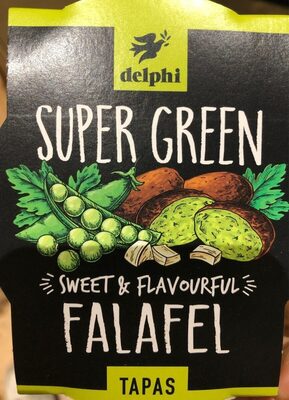 delphi
SUPER GREEN
SWEET & FLAVOURFUL
FALAFEL
TAPAS